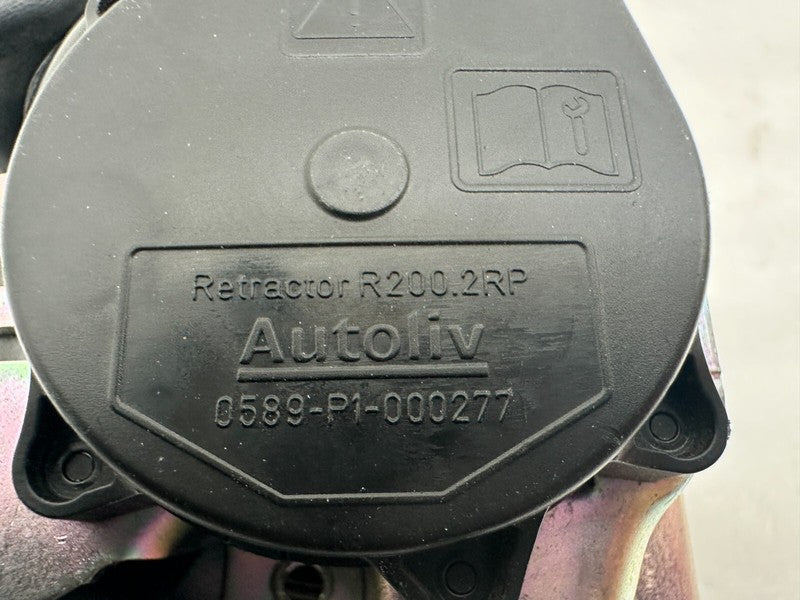 Retractor R200.2RP
Autoliv
0589-P1-000277